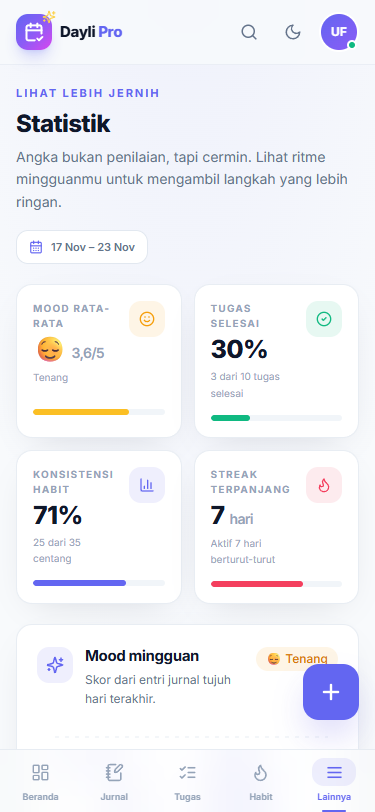 Dayli Pro
UF
LIHAT LEBIH JERNIH
Statistik
Angka bukan penilaian, tapi cermin. Lihat ritme
mingguanmu untuk mengambil langkah yang lebih
ringan.
17 Nov – 23 Nov
MOOD RATA-
RATA
3,6/5
Tenang
TUGAS
SELESAI
30%
3 dari 10 tugas
selesai
KONSISTENSI
HABIT
71%
25 dari 35
centang
STREAK
TERPANJANG
7 hari
Aktif 7 hari
berturut-turut
Mood mingguan
Tenang
Skor dari entri jurnal tujuh
hari terakhir.
Beranda
Jurnal
Tugas
Habit
Lainnya